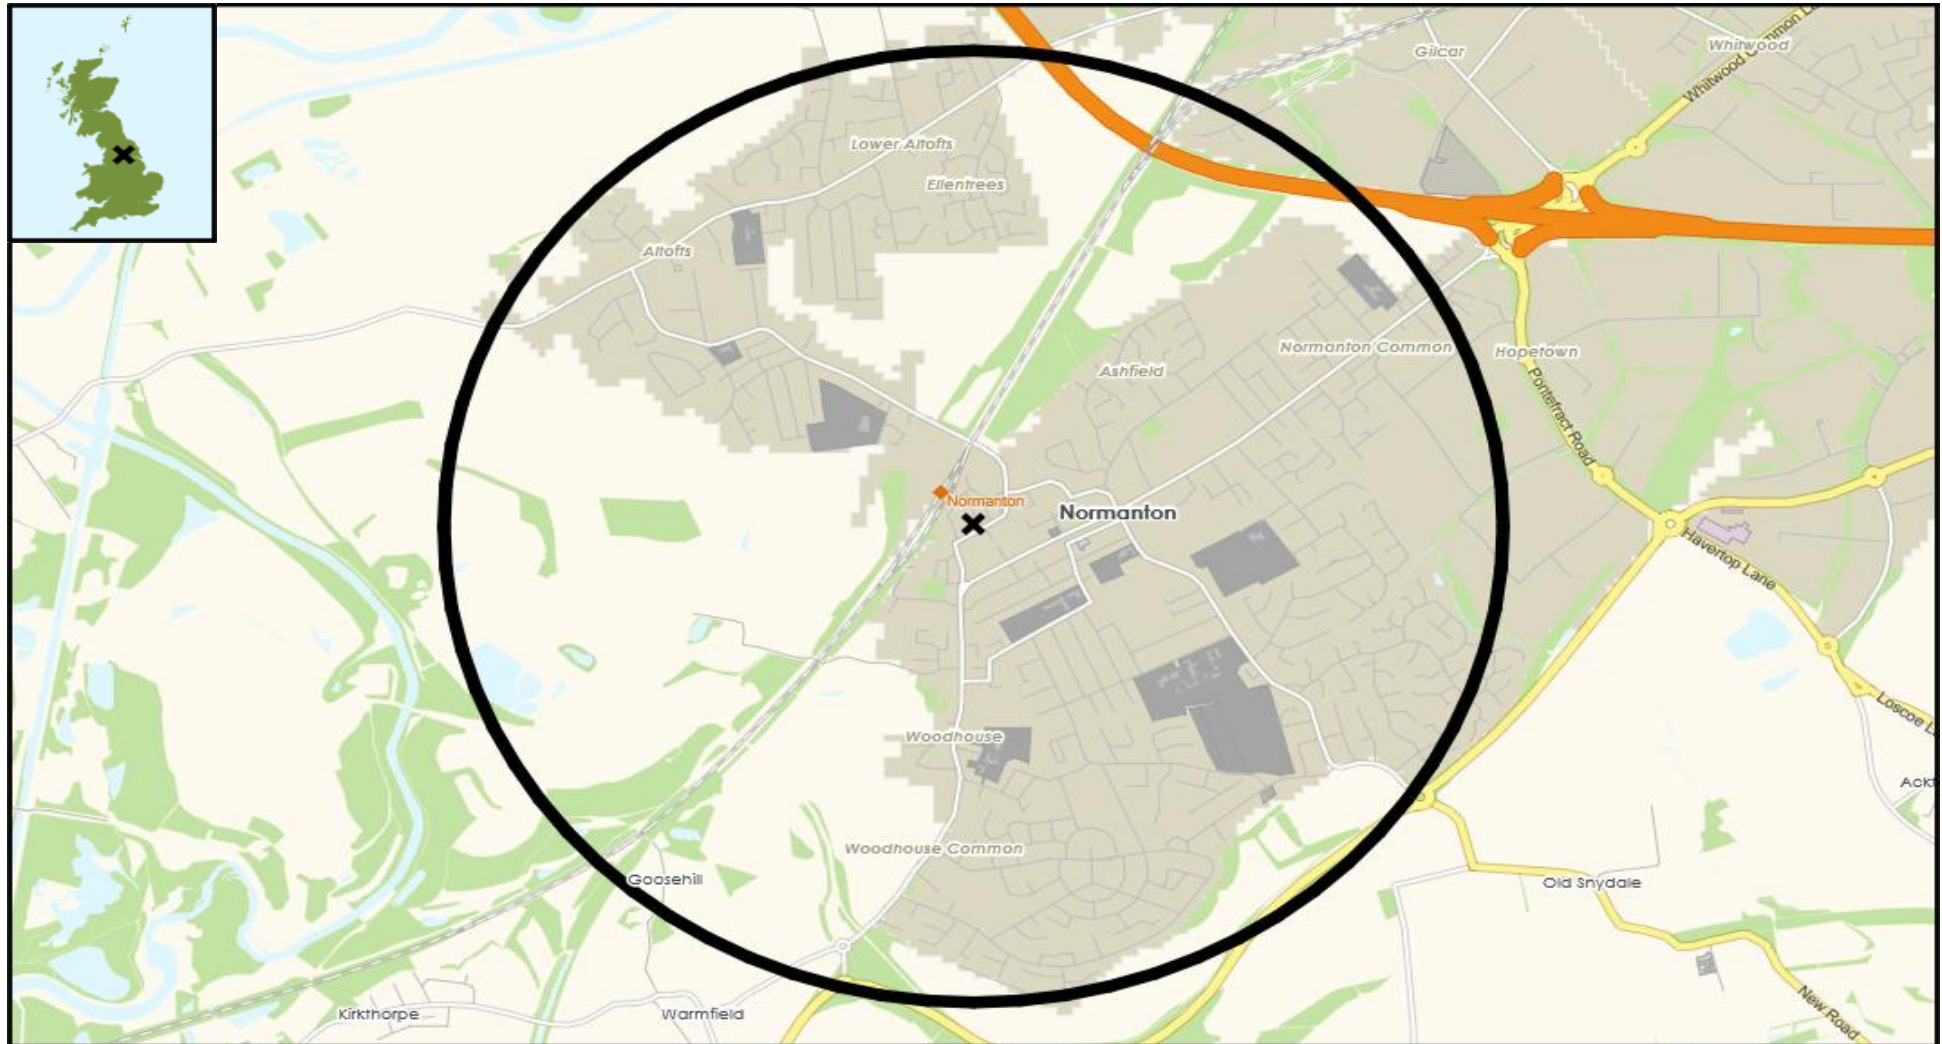 Gilcar
Whitwood
Whitwood Common La
Lower Altofts
Ellentrees
Altofts
Normanton Common
Hopetown
Ashfield
Pontefract Road
Normanton
Normanton
Havertop Lane
Loscoe L
Woodhouse
Ackt
Woodhouse Common
Goosehill
Old Snydale
Kirkthorpe
Warmfield
New Road